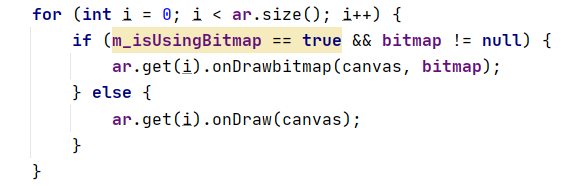 for (int i = 0; i < ar.size(); i++) {
    if (m_isUsingBitmap == true && bitmap != null) {
        ar.get(i).onDrawbitmap(canvas, bitmap);
    } else {
        ar.get(i).onDraw(canvas);
    }
}